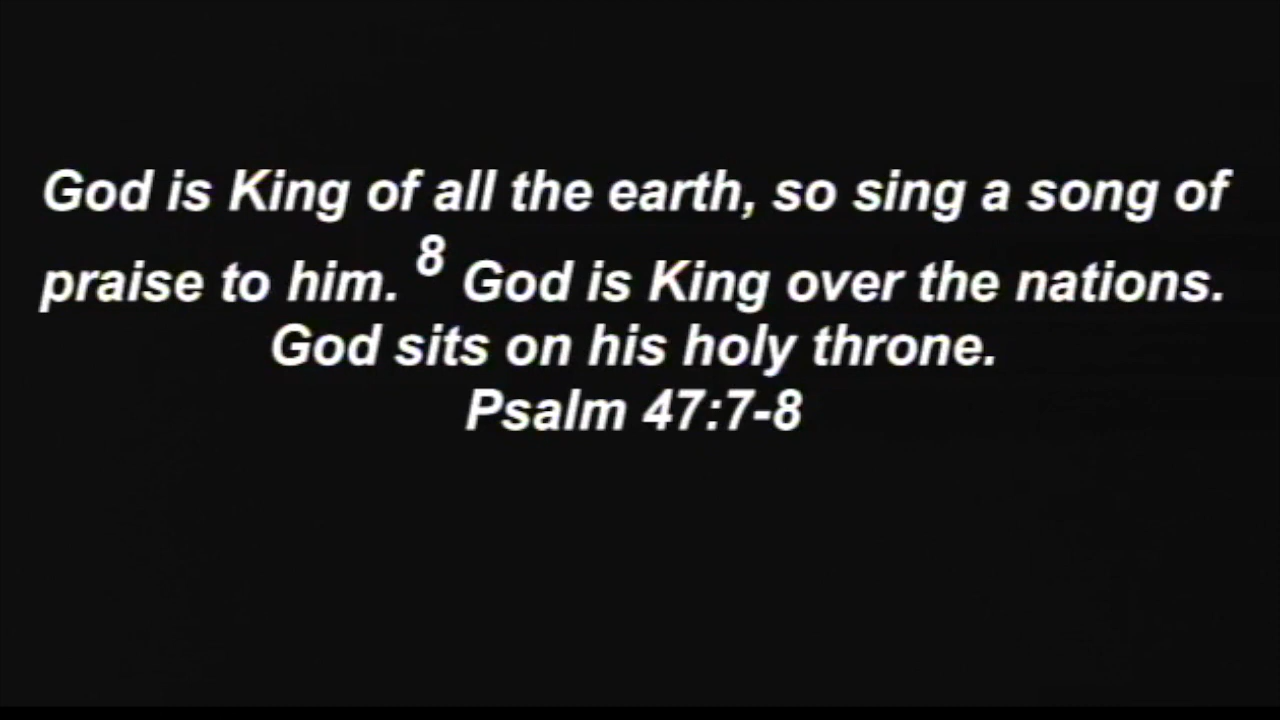 God is King of all the earth, so sing a song of
praise to him. 8 God is King over the nations.
God sits on his holy throne.
Psalm 47:7-8